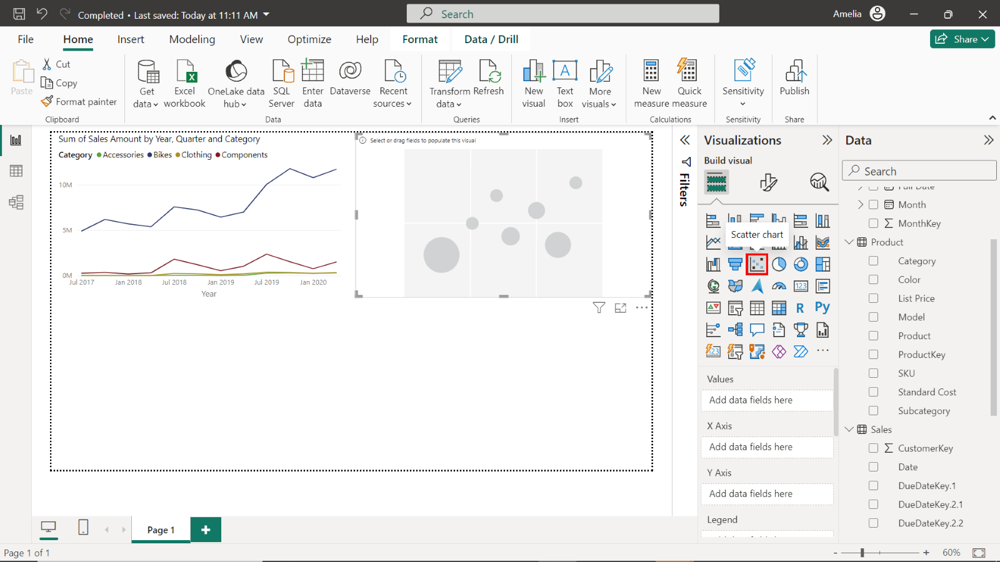 Completed • Last saved: Today at 11:11 AM
Search
Amelia
File
Home
Insert
Modeling
View
Optimize
Help
Format
Data / Drill
Share
Paste
Cut
Copy
Format painter
Clipboard
Get data
Excel workbook
OneLake data hub
SQL Server
Enter data
Dataverse
Recent sources
Data
Transform data
Refresh
Queries
New visual
Text box
More visuals
Insert
New measure
Quick measure
Calculations
Sensitivity
Sensitivity
Publish
Share
Sum of Sales Amount by Year, Quarter and Category
Category Accessories Bikes Clothing Components
10M
5M
0M
Jul 2017 Jan 2018 Jul 2018 Jan 2019 Jul 2019 Jan 2020
Year
Select or drag fields to populate this visual
Filters
Visualizations
Build visual
Scatter chart
123
R
Py
123
Values
Add data fields here
X Axis
Add data fields here
Y Axis
Add data fields here
Legend
Data
Search
Full Date
Month
MonthKey
Product
Category
Color
List Price
Model
Product
ProductKey
SKU
Standard Cost
Subcategory
Sales
CustomerKey
Date
DueDateKey.1
DueDateKey.2.1
DueDateKey.2.2
Page 1
Page 1 of 1
- + 60%